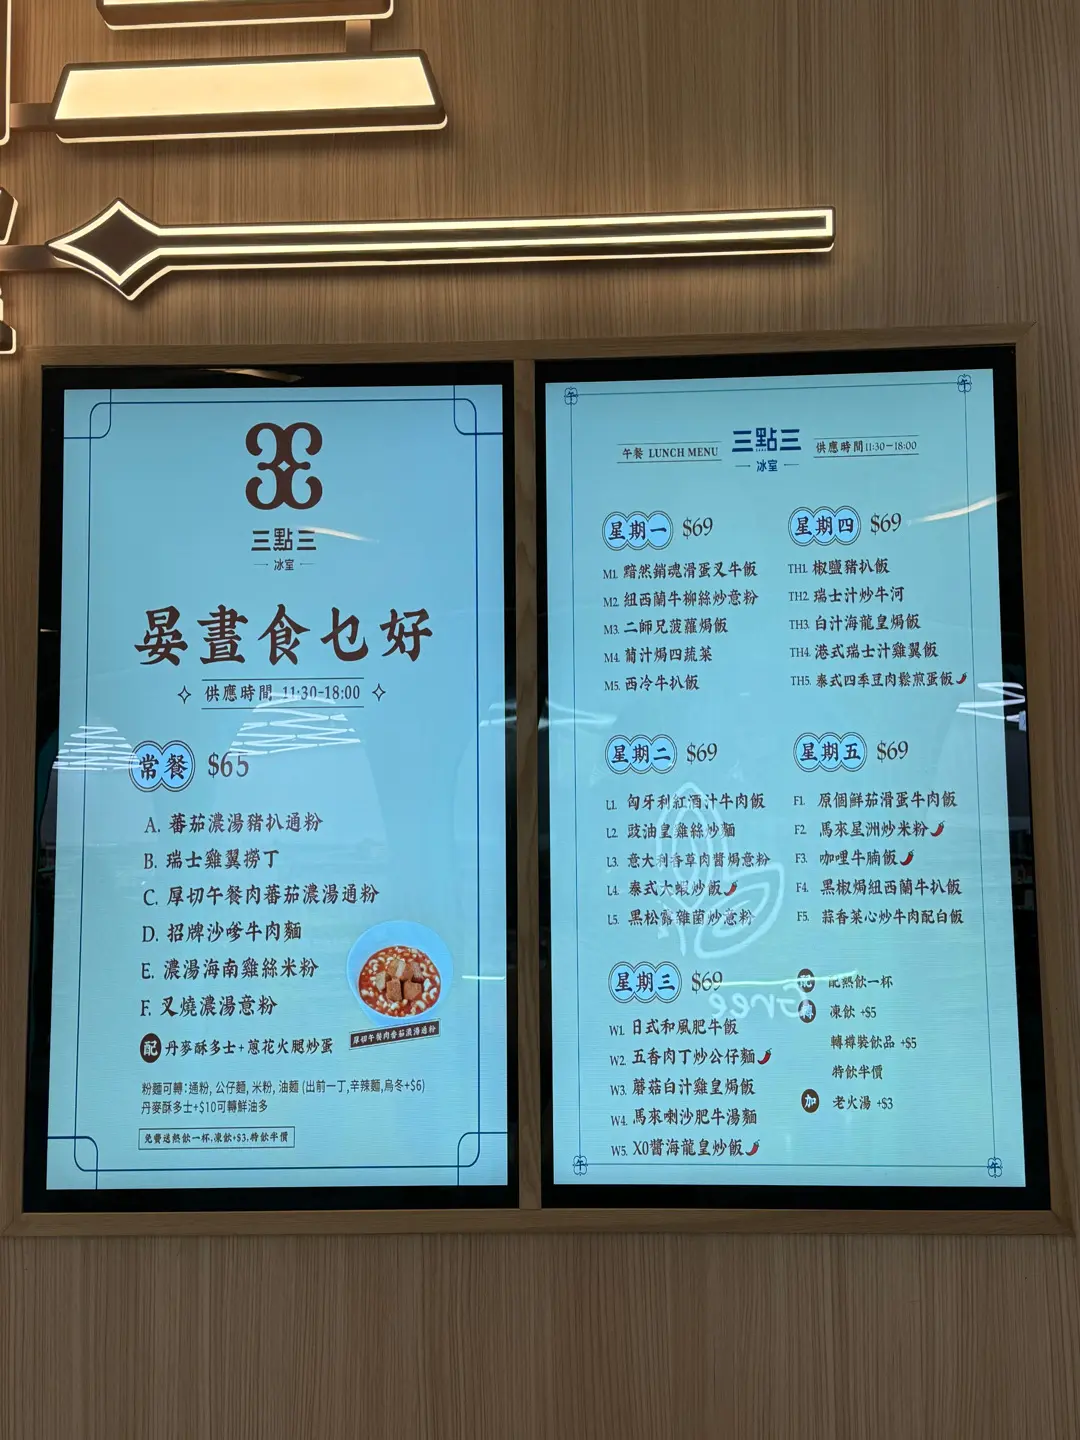 三點三
冰室
晏晝食乜好
供應時間 11:30-18:00
常餐 $65
A. 蕃茄濃湯豬扒通粉
B. 瑞士雞翼撈丁
C. 厚切午餐肉蕃茄濃湯通粉
D. 招牌沙嗲牛肉麵
E. 濃湯海南雞絲米粉
F. 叉燒濃湯意粉
厚切午餐肉蕃茄濃湯通粉
配 丹麥酥多士+蔥花火腿炒蛋
粉麵可轉:通粉, 公仔麵, 米粉, 油麵 (出前一丁,辛辣麵,烏冬+$6)
丹麥酥多士+$10可轉鮮油多
免費送熱飲一杯,凍飲+$3,特飲半價
午餐 LUNCH MENU
三點三
冰室
供應時間11:30-18:00
星期一 $69
M1. 黯然銷魂滑蛋叉牛飯
M2. 紐西蘭牛柳絲炒意粉
M3. 二師兄菠蘿焗飯
M4. 葡汁焗四蔬菜
M5. 西冷牛扒飯
星期二 $69
L1. 匈牙利紅酒汁牛肉飯
L2. 豉油皇雞絲炒麵
L3. 意大利香草肉醬焗意粉
L4. 泰式大蝦炒飯
L5. 黑松露雜菌炒意粉
星期三 $69
W1. 日式和風肥牛飯
W2. 五香肉丁炒公仔麵
W3. 蘑菇白汁雞皇焗飯
W4. 馬來喇沙肥牛湯麵
W5. XO醬海龍皇炒飯
星期四 $69
TH1. 椒鹽豬扒飯
TH2. 瑞士汁炒牛河
TH3. 白汁海龍皇焗飯
TH4. 港式瑞士汁雞翼飯
TH5. 泰式四季豆肉鬆煎蛋飯
星期五 $69
F1. 原個鮮茄滑蛋牛肉飯
F2. 馬來星洲炒米粉
F3. 咖哩牛腩飯
F4. 黑椒焗紐西蘭牛扒飯
F5. 蒜香菜心炒牛肉配白飯
配熱飲一杯
凍飲 +$5
轉樽裝飲品 +$5
特飲半價
加 老火湯 +$3